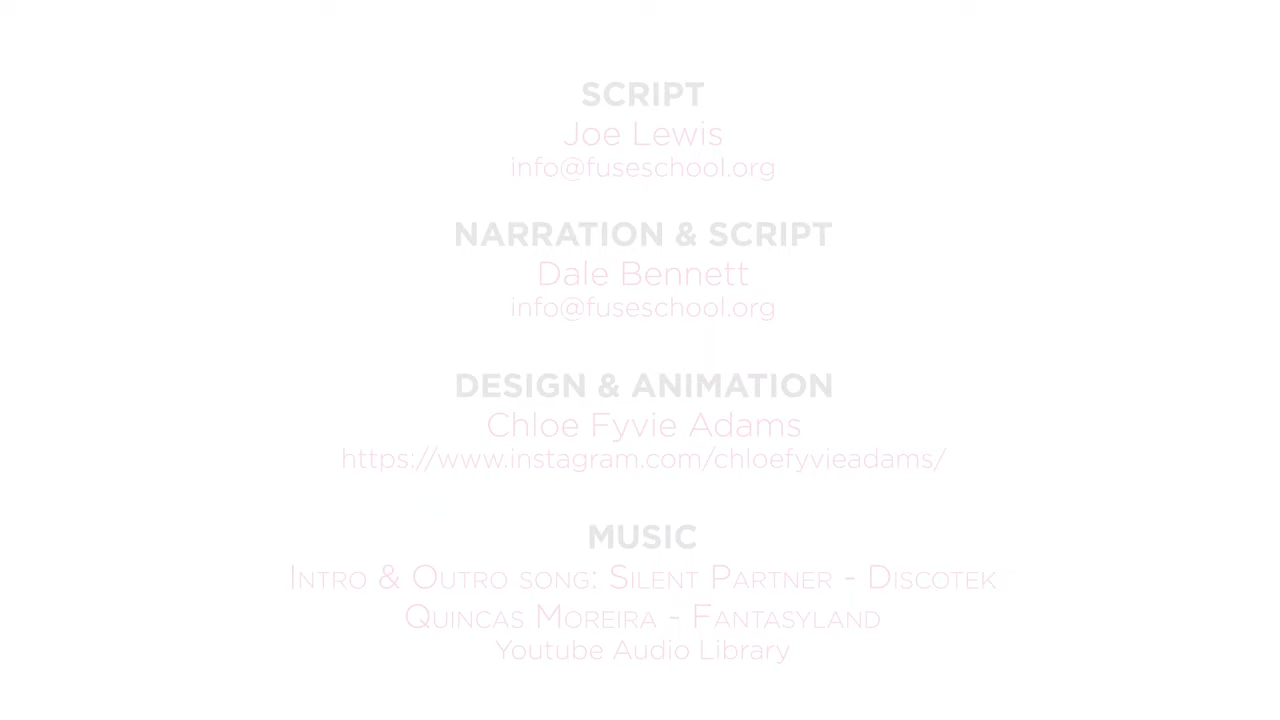 SCRIPT
Joe Lewis
info@fuseschool.org
NARRATION & SCRIPT
Dale Bennett
info@fuseschool.org
DESIGN & ANIMATION
Chloe Fyvie Adams
https://www.instagram.com/chloefyvieadams/
MUSIC
Intro & Outro song: Silent Partner - Discotek
Quincas Moreira - Fantasyland
Youtube Audio Library